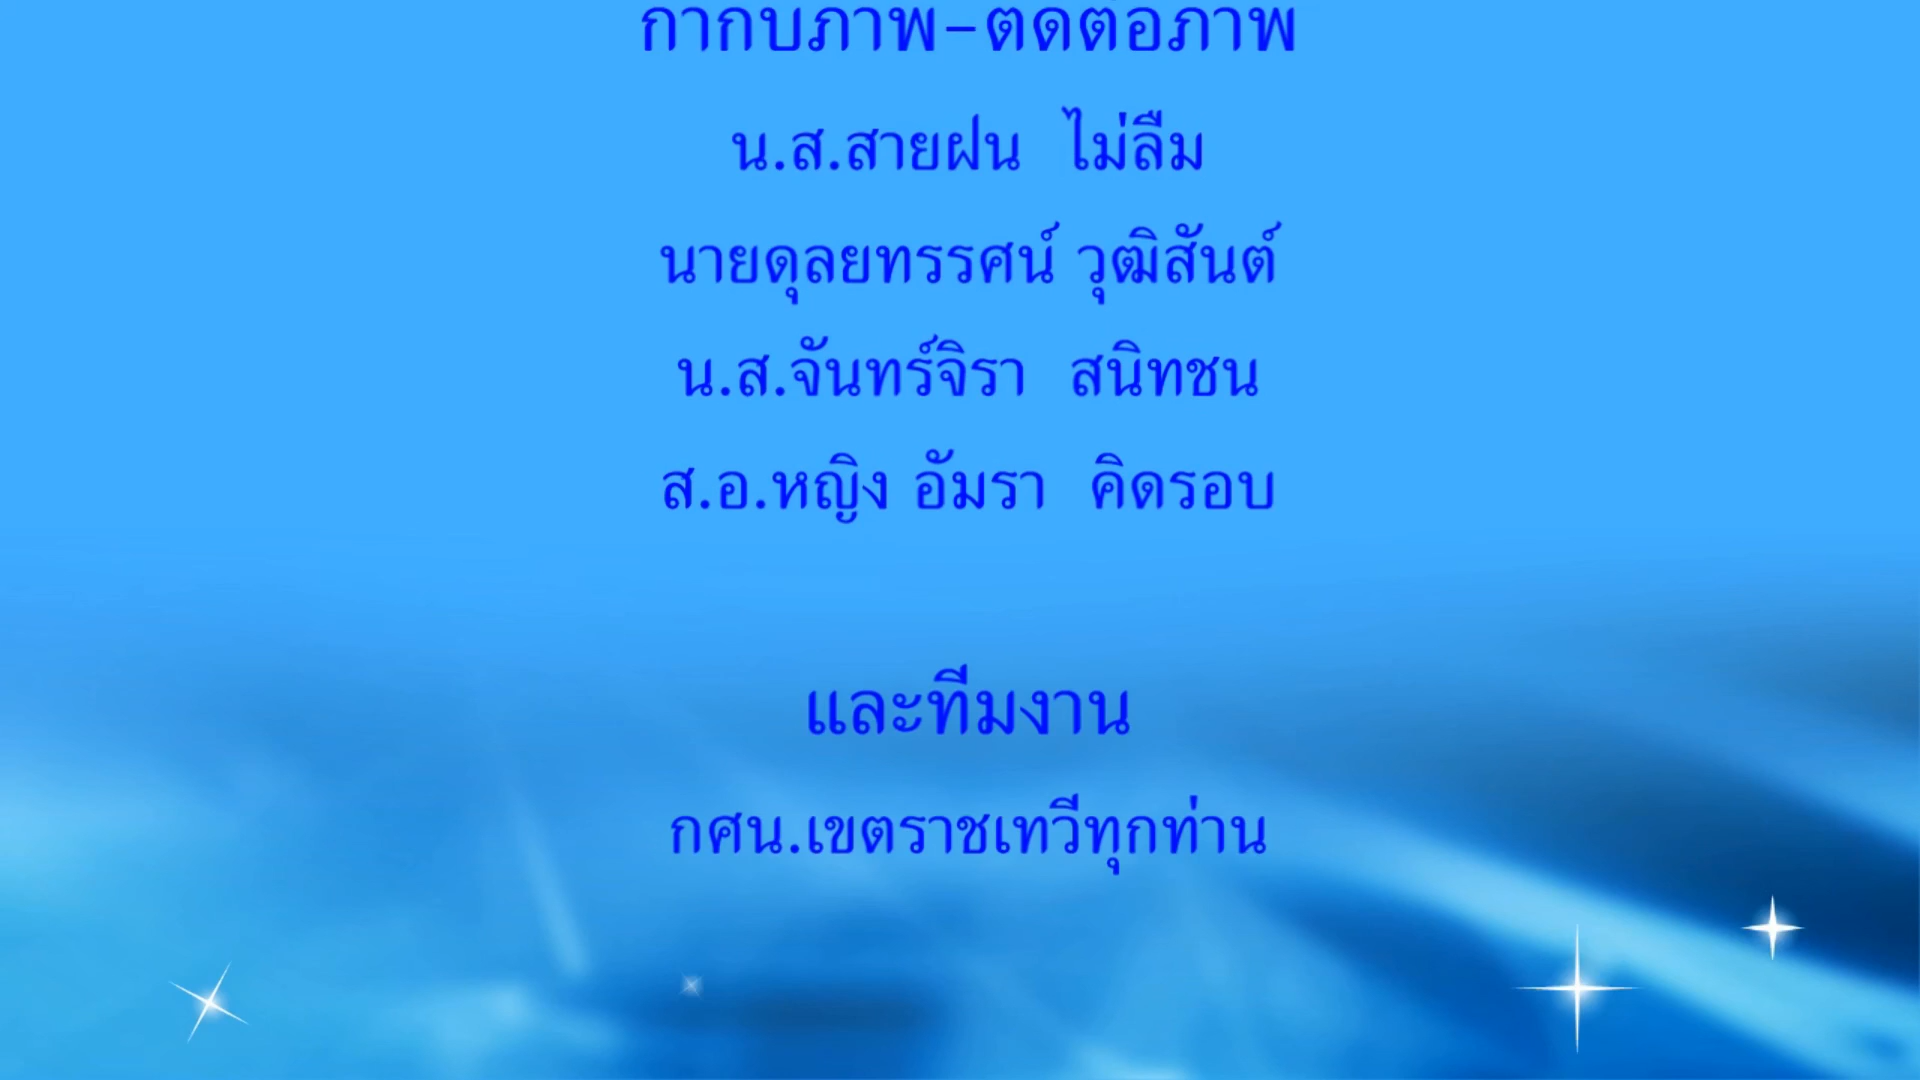 กำกับภาพ-ตัดต่อภาพ
น.ส.สายฝน ไม่ลืม
นายดุลยทรรศน์ วุฒิสันต์
น.ส.จันทร์จิรา สนิทชน
ส.อ.หญิง อัมรา คิดรอบ
และทีมงาน
กศน.เขตราชเทวีทุกท่าน